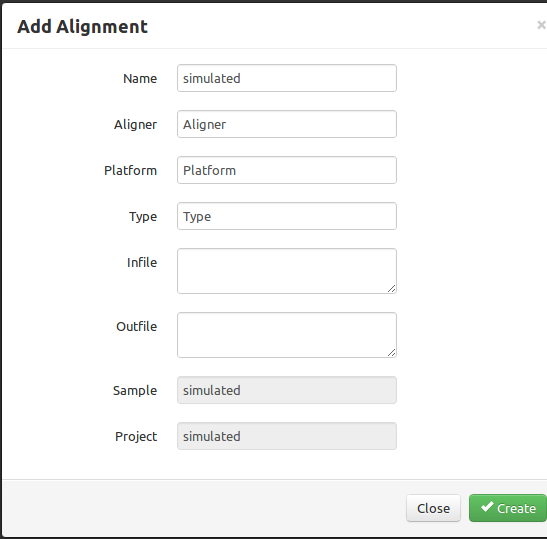 Add Alignment ×
Name simulated
Aligner Aligner
Platform Platform
Type Type
Infile
Outfile
Sample simulated
Project simulated
Close Create